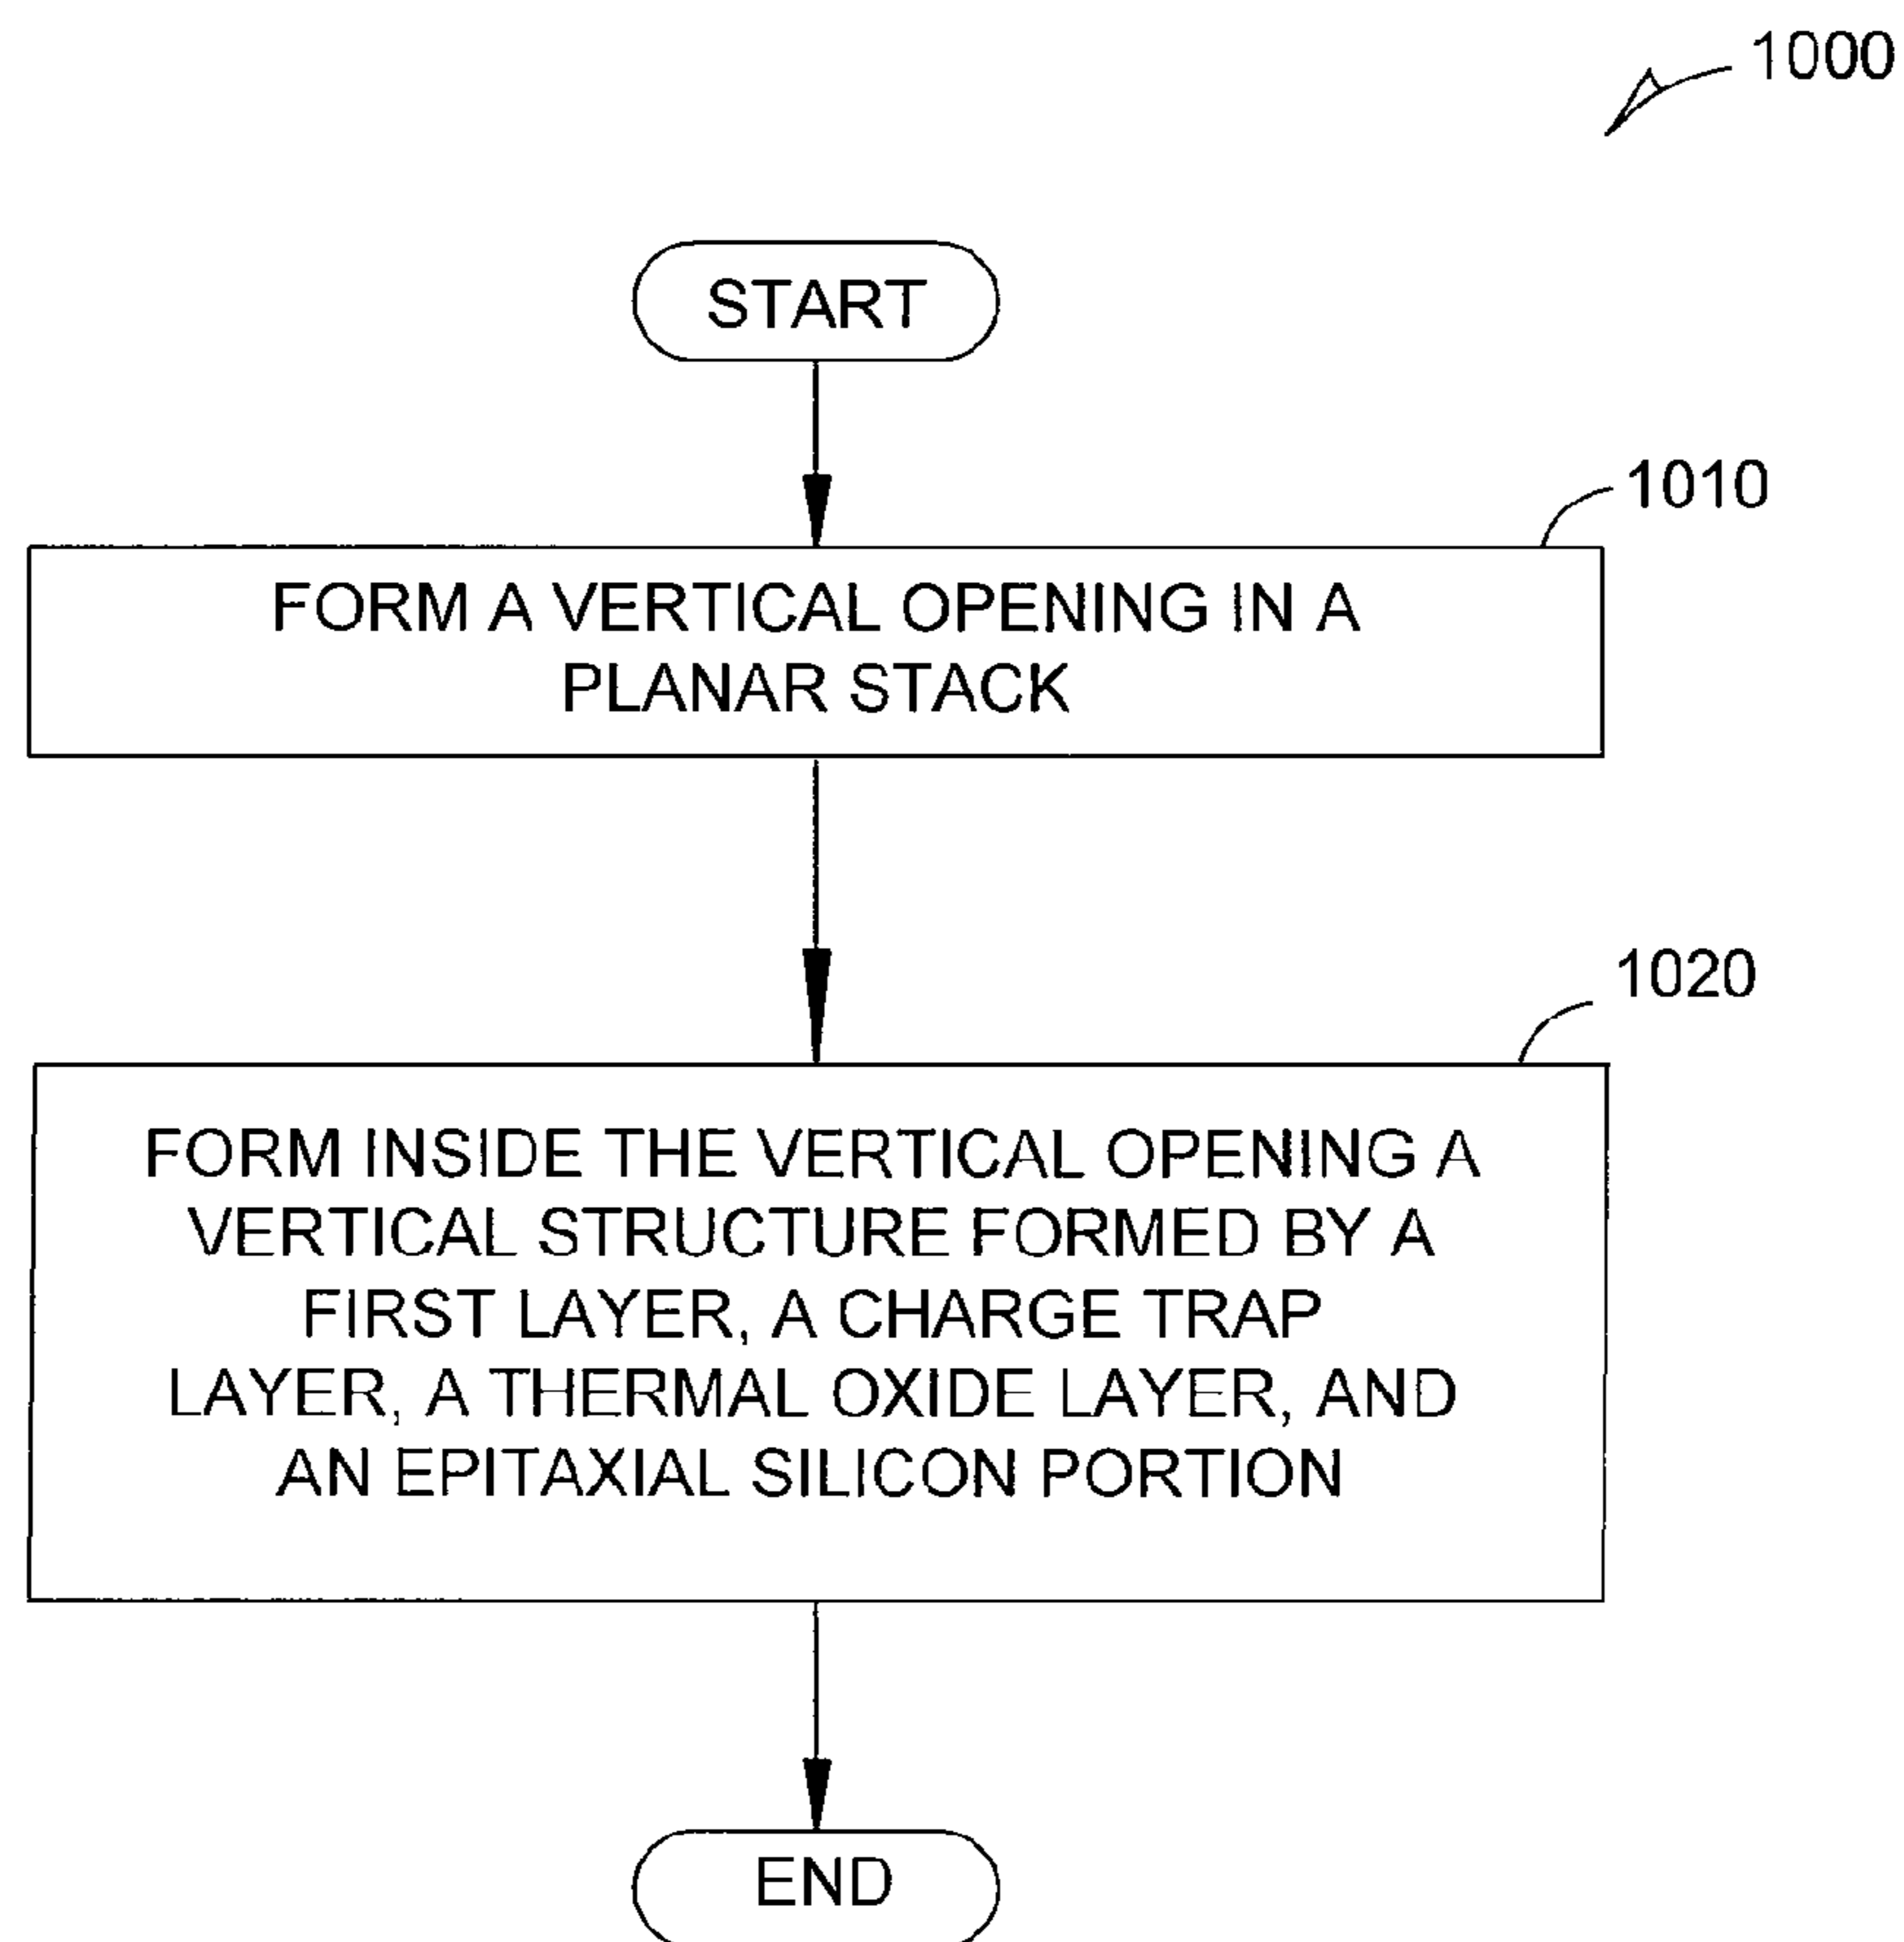 1000
START
1010
FORM A VERTICAL OPENING IN A
PLANAR STACK
1020
FORM INSIDE THE VERTICAL OPENING A
VERTICAL STRUCTURE FORMED BY A
FIRST LAYER, A CHARGE TRAP
LAYER, A THERMAL OXIDE LAYER, AND
AN EPITAXIAL SILICON PORTION
END